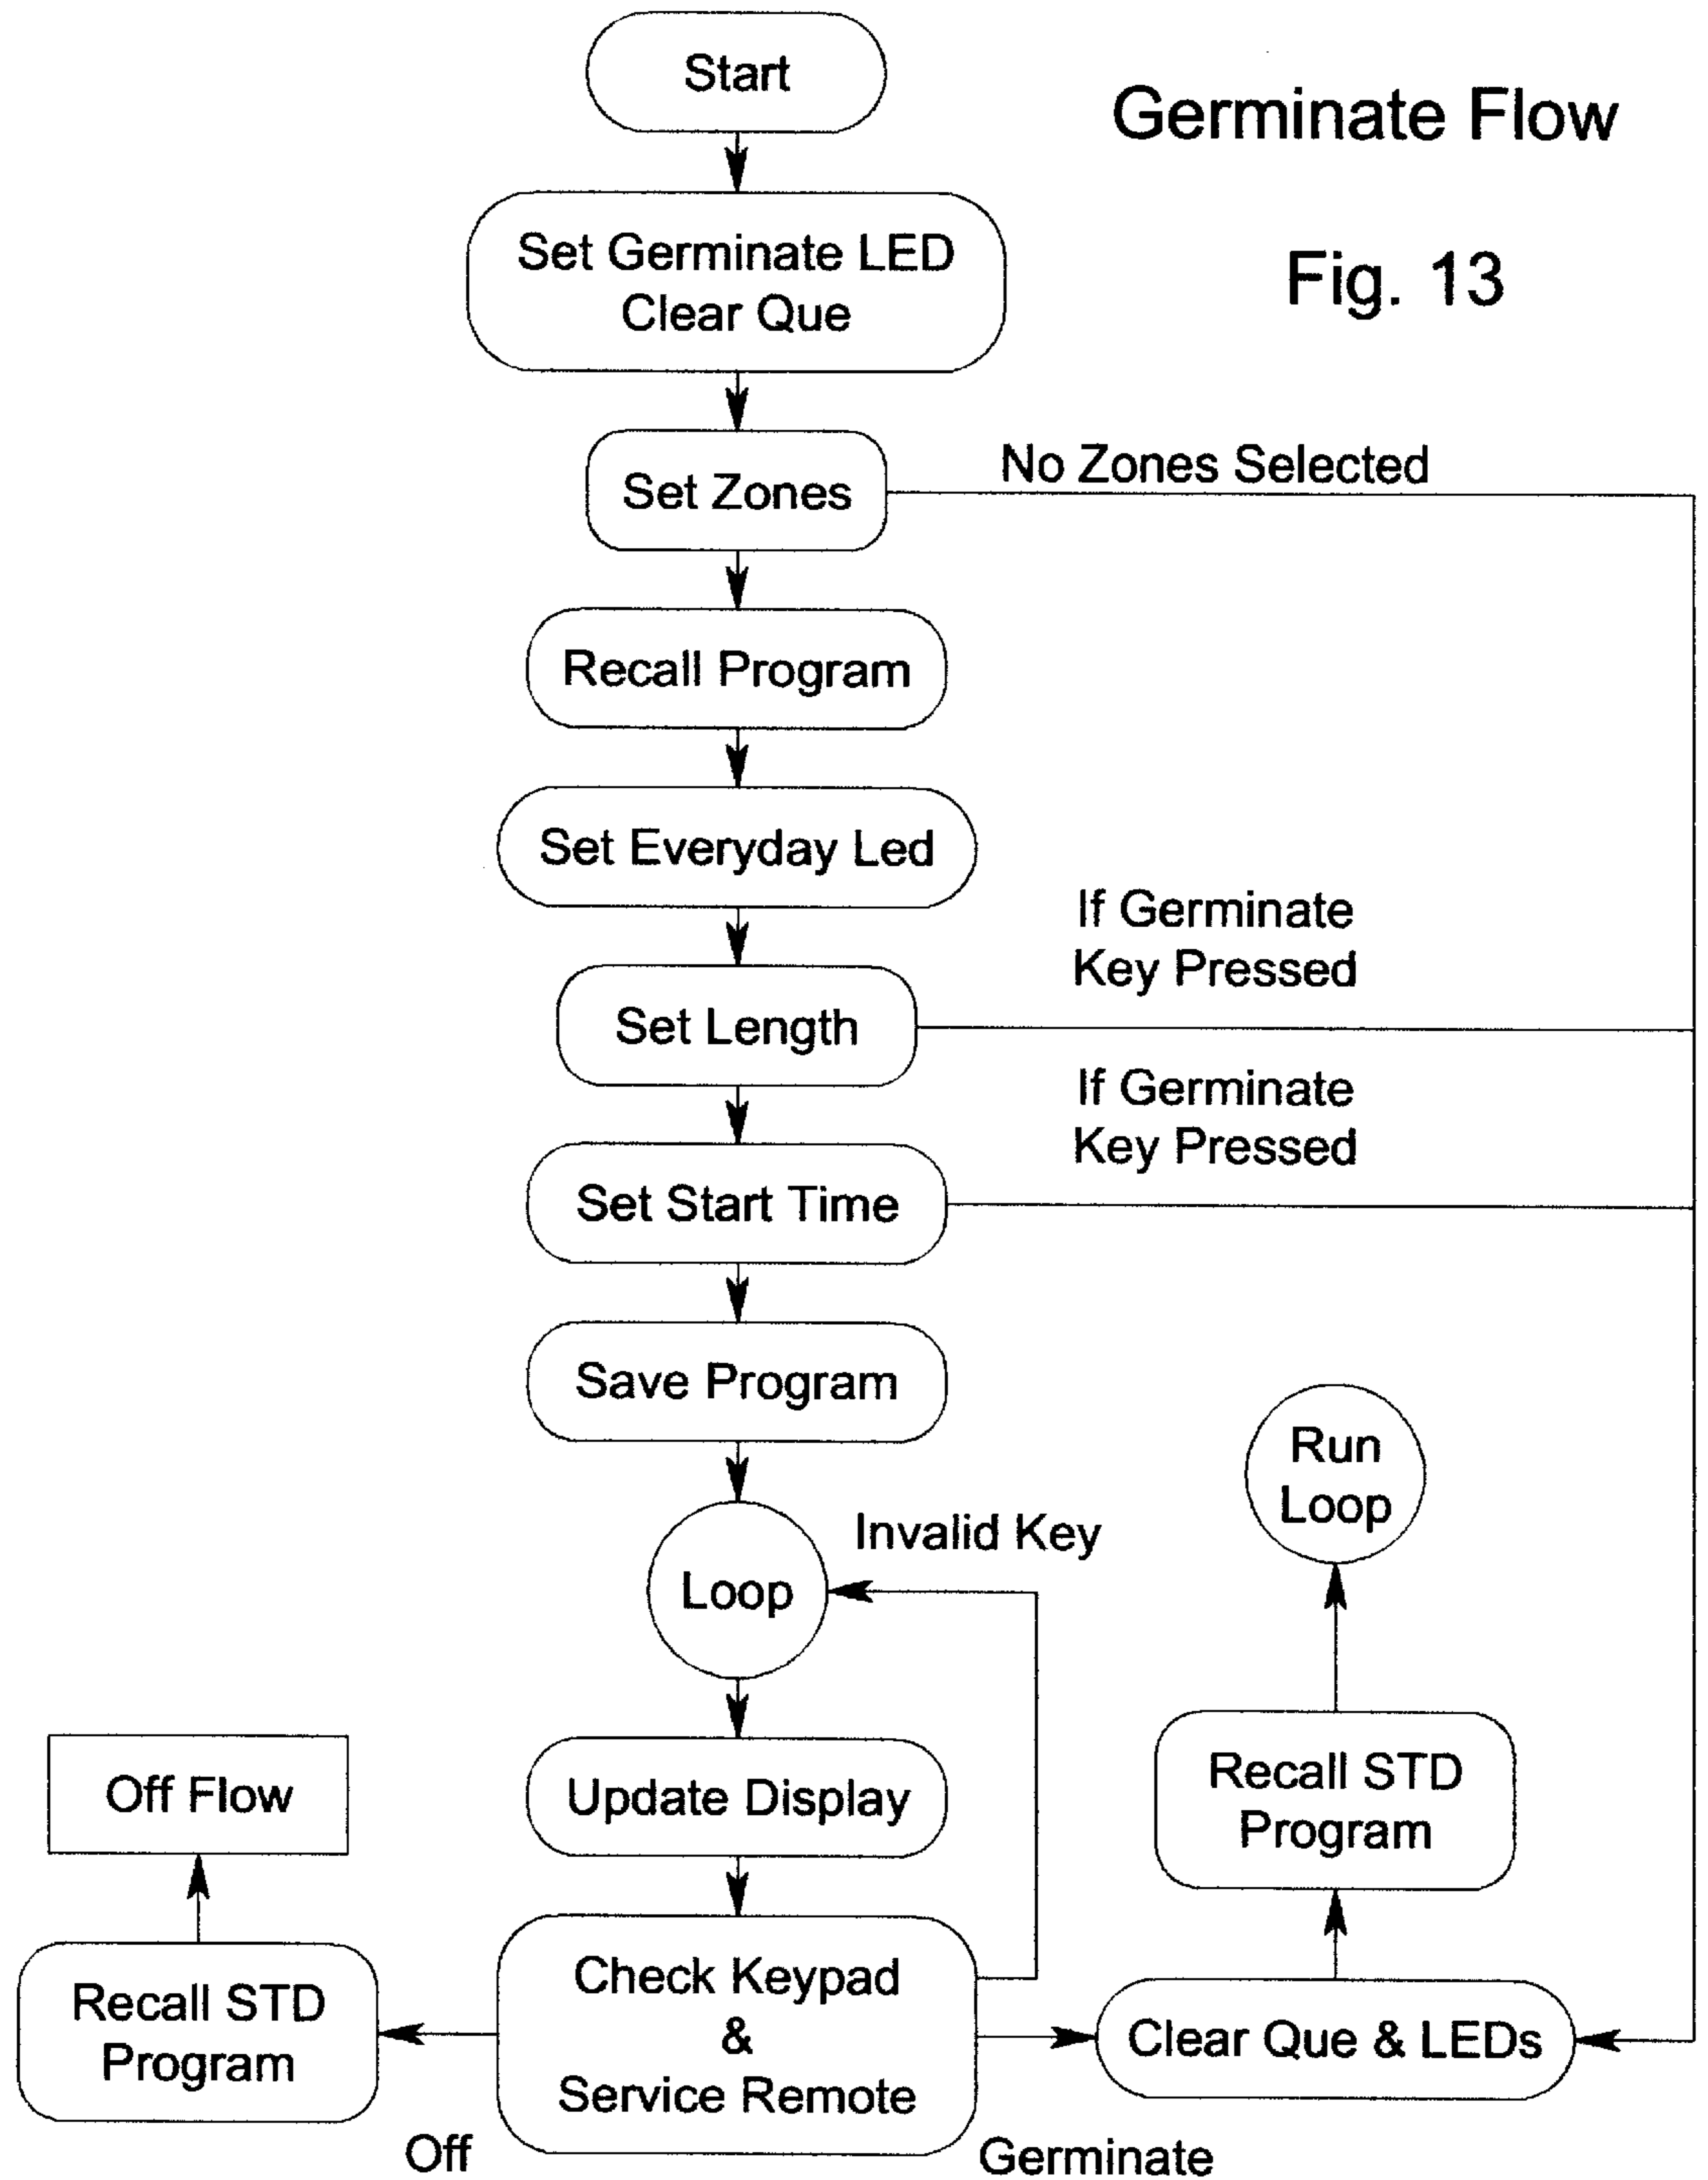 Start
Germinate Flow
Fig. 13
Set Germinate LED
Clear Que
Set Zones
No Zones Selected
Recall Program
Set Everyday Led
If Germinate
Key Pressed
Set Length
If Germinate
Key Pressed
Set Start Time
Save Program
Run
Loop
Invalid Key
Loop
Recall STD
Program
Off Flow
Update Display
Recall STD
Program
Check Keypad
&
Service Remote
Clear Que & LEDs
Off
Germinate